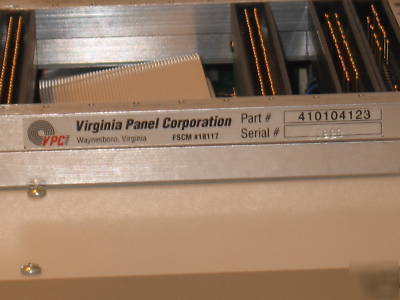 VPC
Virginia Panel Corporation
Waynesboro, Virginia FSCM #18117
Part # 410104123
Serial #